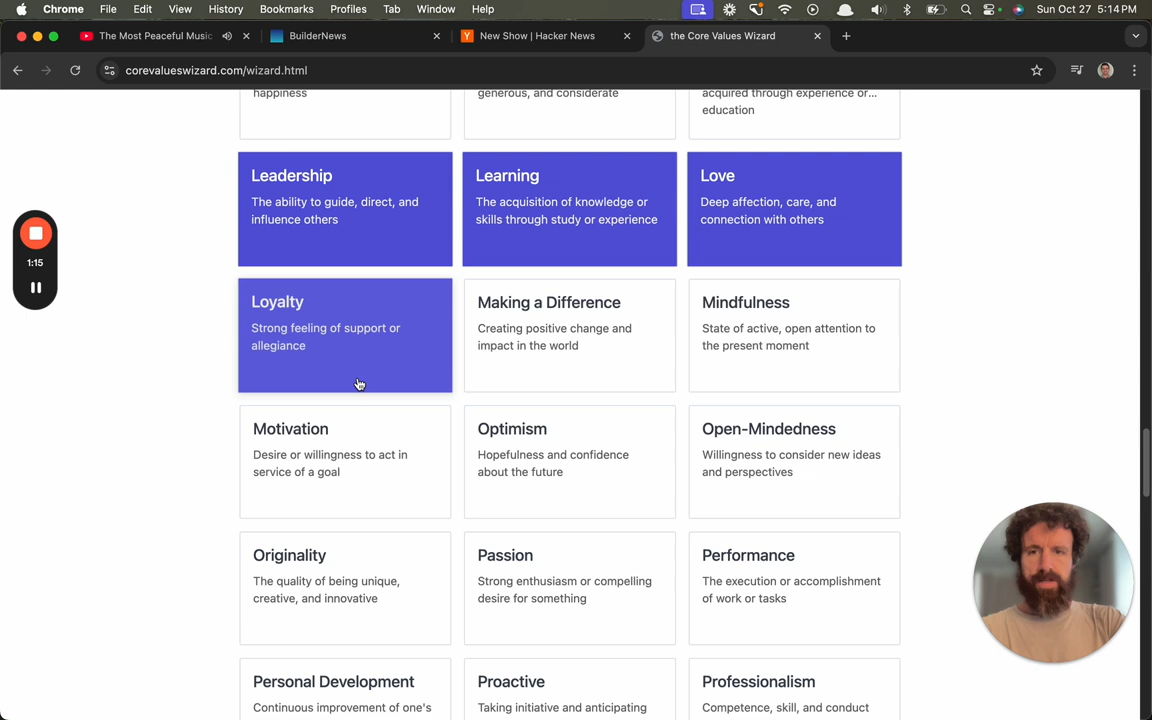 Chrome File Edit View History Bookmarks Profiles Tab Window Help Sun Oct 27 5:14 PM
The Most Peaceful Music BuilderNews New Show | Hacker News the Core Values Wizard
corevalueswizard.com/wizard.html
happiness
generous, and considerate
acquired through experience or...
education
Leadership
The ability to guide, direct, and
influence others
Learning
The acquisition of knowledge or
skills through study or experience
Love
Deep affection, care, and
connection with others
1:15
Loyalty
Strong feeling of support or
allegiance
Making a Difference
Creating positive change and
impact in the world
Mindfulness
State of active, open attention to
the present moment
Motivation
Desire or willingness to act in
service of a goal
Optimism
Hopefulness and confidence
about the future
Open-Mindedness
Willingness to consider new ideas
and perspectives
Originality
The quality of being unique,
creative, and innovative
Passion
Strong enthusiasm or compelling
desire for something
Performance
The execution or accomplishment
of work or tasks
Personal Development
Continuous improvement of one's
Proactive
Taking initiative and anticipating
Professionalism
Competence, skill, and conduct